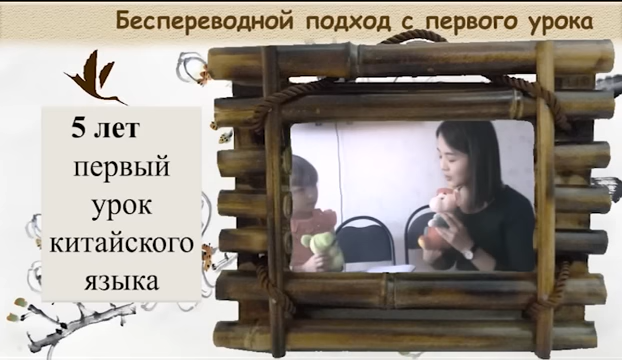 Беспереводной подход с первого урока
5 лет
первый
урок
китайского
языка